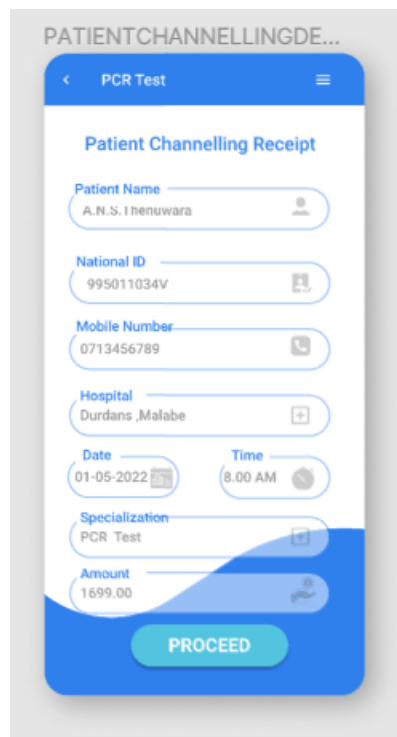 PATIENTCHANNELLINGDE...
PCR Test
Patient Channelling Receipt
Patient Name
A.N.S.Thenuwara
National ID
995011034V
Mobile Number
0713456789
Hospital
Durdans ,Malabe
Date Time
01-05-2022 8.00 AM
Specialization
PCR Test
Amount
1699.00
PROCEED